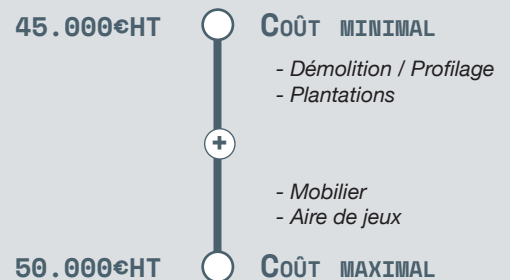 45.000€HT COÛT MINIMAL
- Démolition / Profilage
- Plantations
+
- Mobilier
- Aire de jeux
50.000€HT COÛT MAXIMAL